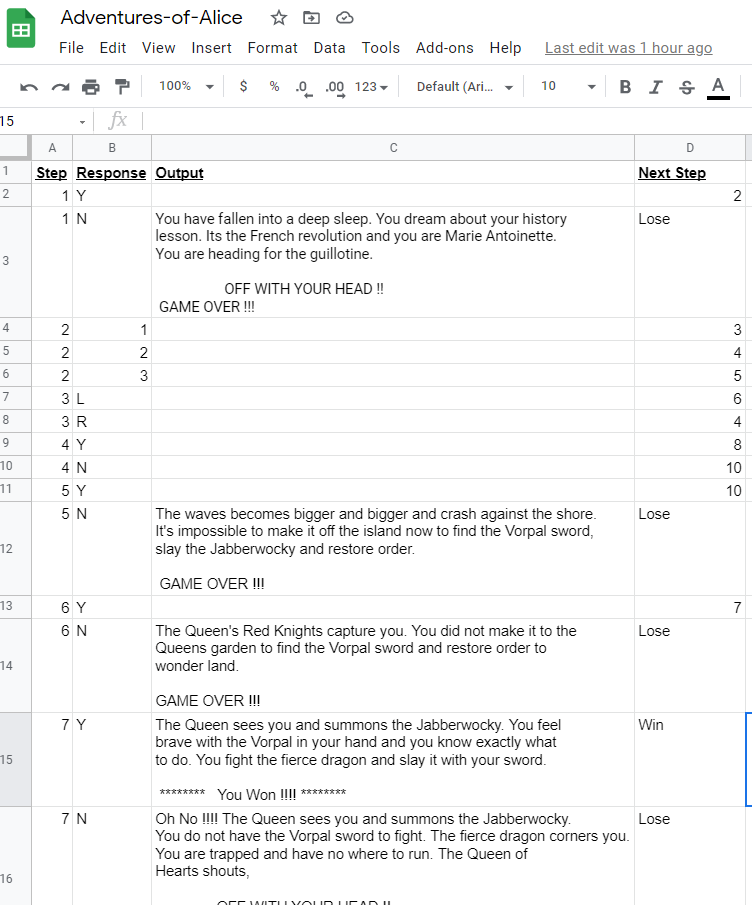 Adventures-of-Alice
File Edit View Insert Format Data Tools Add-ons Help Last edit was 1 hour ago
100% $ % .0 .00 123 Default (Ari... 10 B I S A
15 fx
A B C D
1 Step Response Output Next Step
2 1 Y 2
3 1 N You have fallen into a deep sleep. You dream about your history Lose
lesson. Its the French revolution and you are Marie Antoinette.
You are heading for the guillotine.
OFF WITH YOUR HEAD !!
GAME OVER !!!
4 2 1 3
5 2 2 4
6 2 3 5
7 3 L 6
8 3 R 4
9 4 Y 8
10 4 N 10
11 5 Y 10
12 5 N The waves becomes bigger and bigger and crash against the shore. Lose
It's impossible to make it off the island now to find the Vorpal sword,
slay the Jabberwocky and restore order.
GAME OVER !!!
13 6 Y 7
14 6 N The Queen's Red Knights capture you. You did not make it to the Lose
Queens garden to find the Vorpal sword and restore order to
wonder land.
GAME OVER !!!
15 7 Y The Queen sees you and summons the Jabberwocky. You feel Win
brave with the Vorpal in your hand and you know exactly what
to do. You fight the fierce dragon and slay it with your sword.
******** You Won !!!! ********
16 7 N Oh No !!!! The Queen sees you and summons the Jabberwocky. Lose
You do not have the Vorpal sword to fight. The fierce dragon corners you.
You are trapped and have no where to run. The Queen of
Hearts shouts,
OFF WITH YOUR HEAD !!